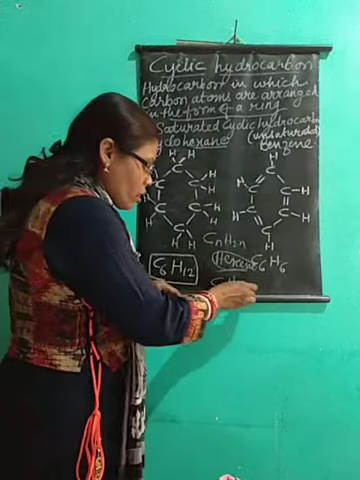 Cyclic hydrocarbon
Hydrocarbon in which
carbon atoms are arranged
in the form of a ring
Saturated Cyclic hydrocarbon
(unsaturated)
Cyclohexane
benzene
H H H
H C H
C C H C C H
C C H C C H
H C H
H H H
CnH2n
C6H12
Hexene
C6H6